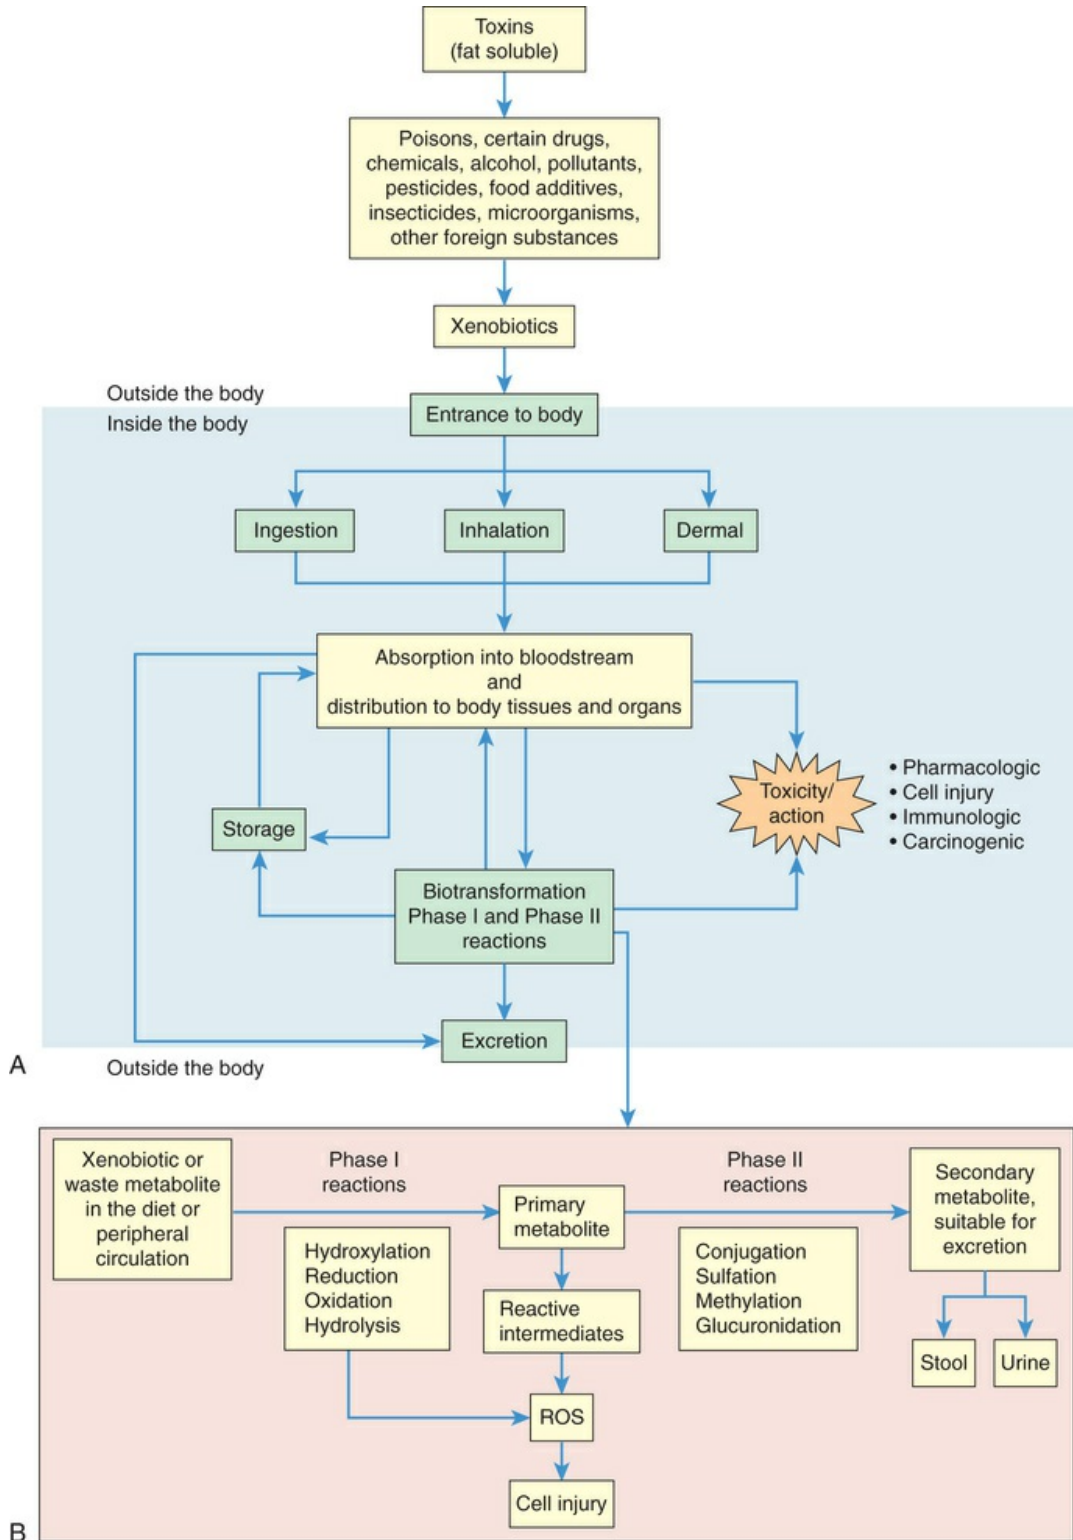 Toxins
(fat soluble)
Poisons, certain drugs,
chemicals, alcohol, pollutants,
pesticides, food additives,
insecticides, microorganisms,
other foreign substances
Xenobiotics
Outside the body
Entrance to body
Inside the body
Ingestion
Inhalation
Dermal
Absorption into bloodstream
and
distribution to body tissues and organs
Toxicity/
action
• Pharmacologic
• Cell injury
• Immunologic
• Carcinogenic
Storage
Biotransformation
Phase I and Phase II
reactions
Excretion
A
Outside the body
Xenobiotic or
waste metabolite
in the diet or
peripheral
circulation
Phase I
reactions
Hydroxylation
Reduction
Oxidation
Hydrolysis
Primary
metabolite
Reactive
intermediates
ROS
Cell injury
Phase II
reactions
Conjugation
Sulfation
Methylation
Glucuronidation
Secondary
metabolite,
suitable for
excretion
Stool
Urine
B